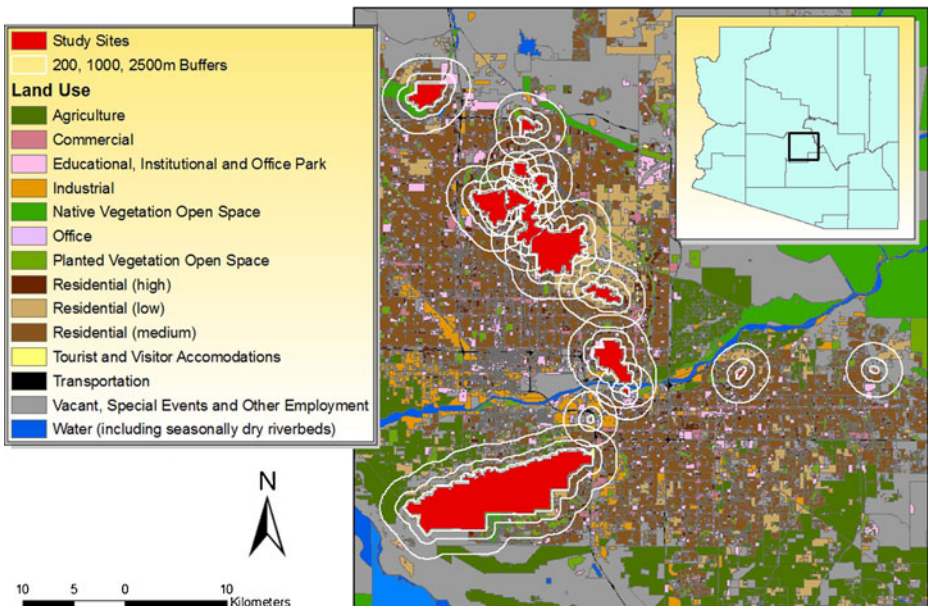 Study Sites
200, 1000, 2500m Buffers
Land Use
Agriculture
Commercial
Educational, Institutional and Office Park
Industrial
Native Vegetation Open Space
Office
Planted Vegetation Open Space
Residential (high)
Residential (low)
Residential (medium)
Tourist and Visitor Accomodations
Transportation
Vacant, Special Events and Other Employment
Water (including seasonally dry riverbeds)
N
10 5 0 10
Kilometers